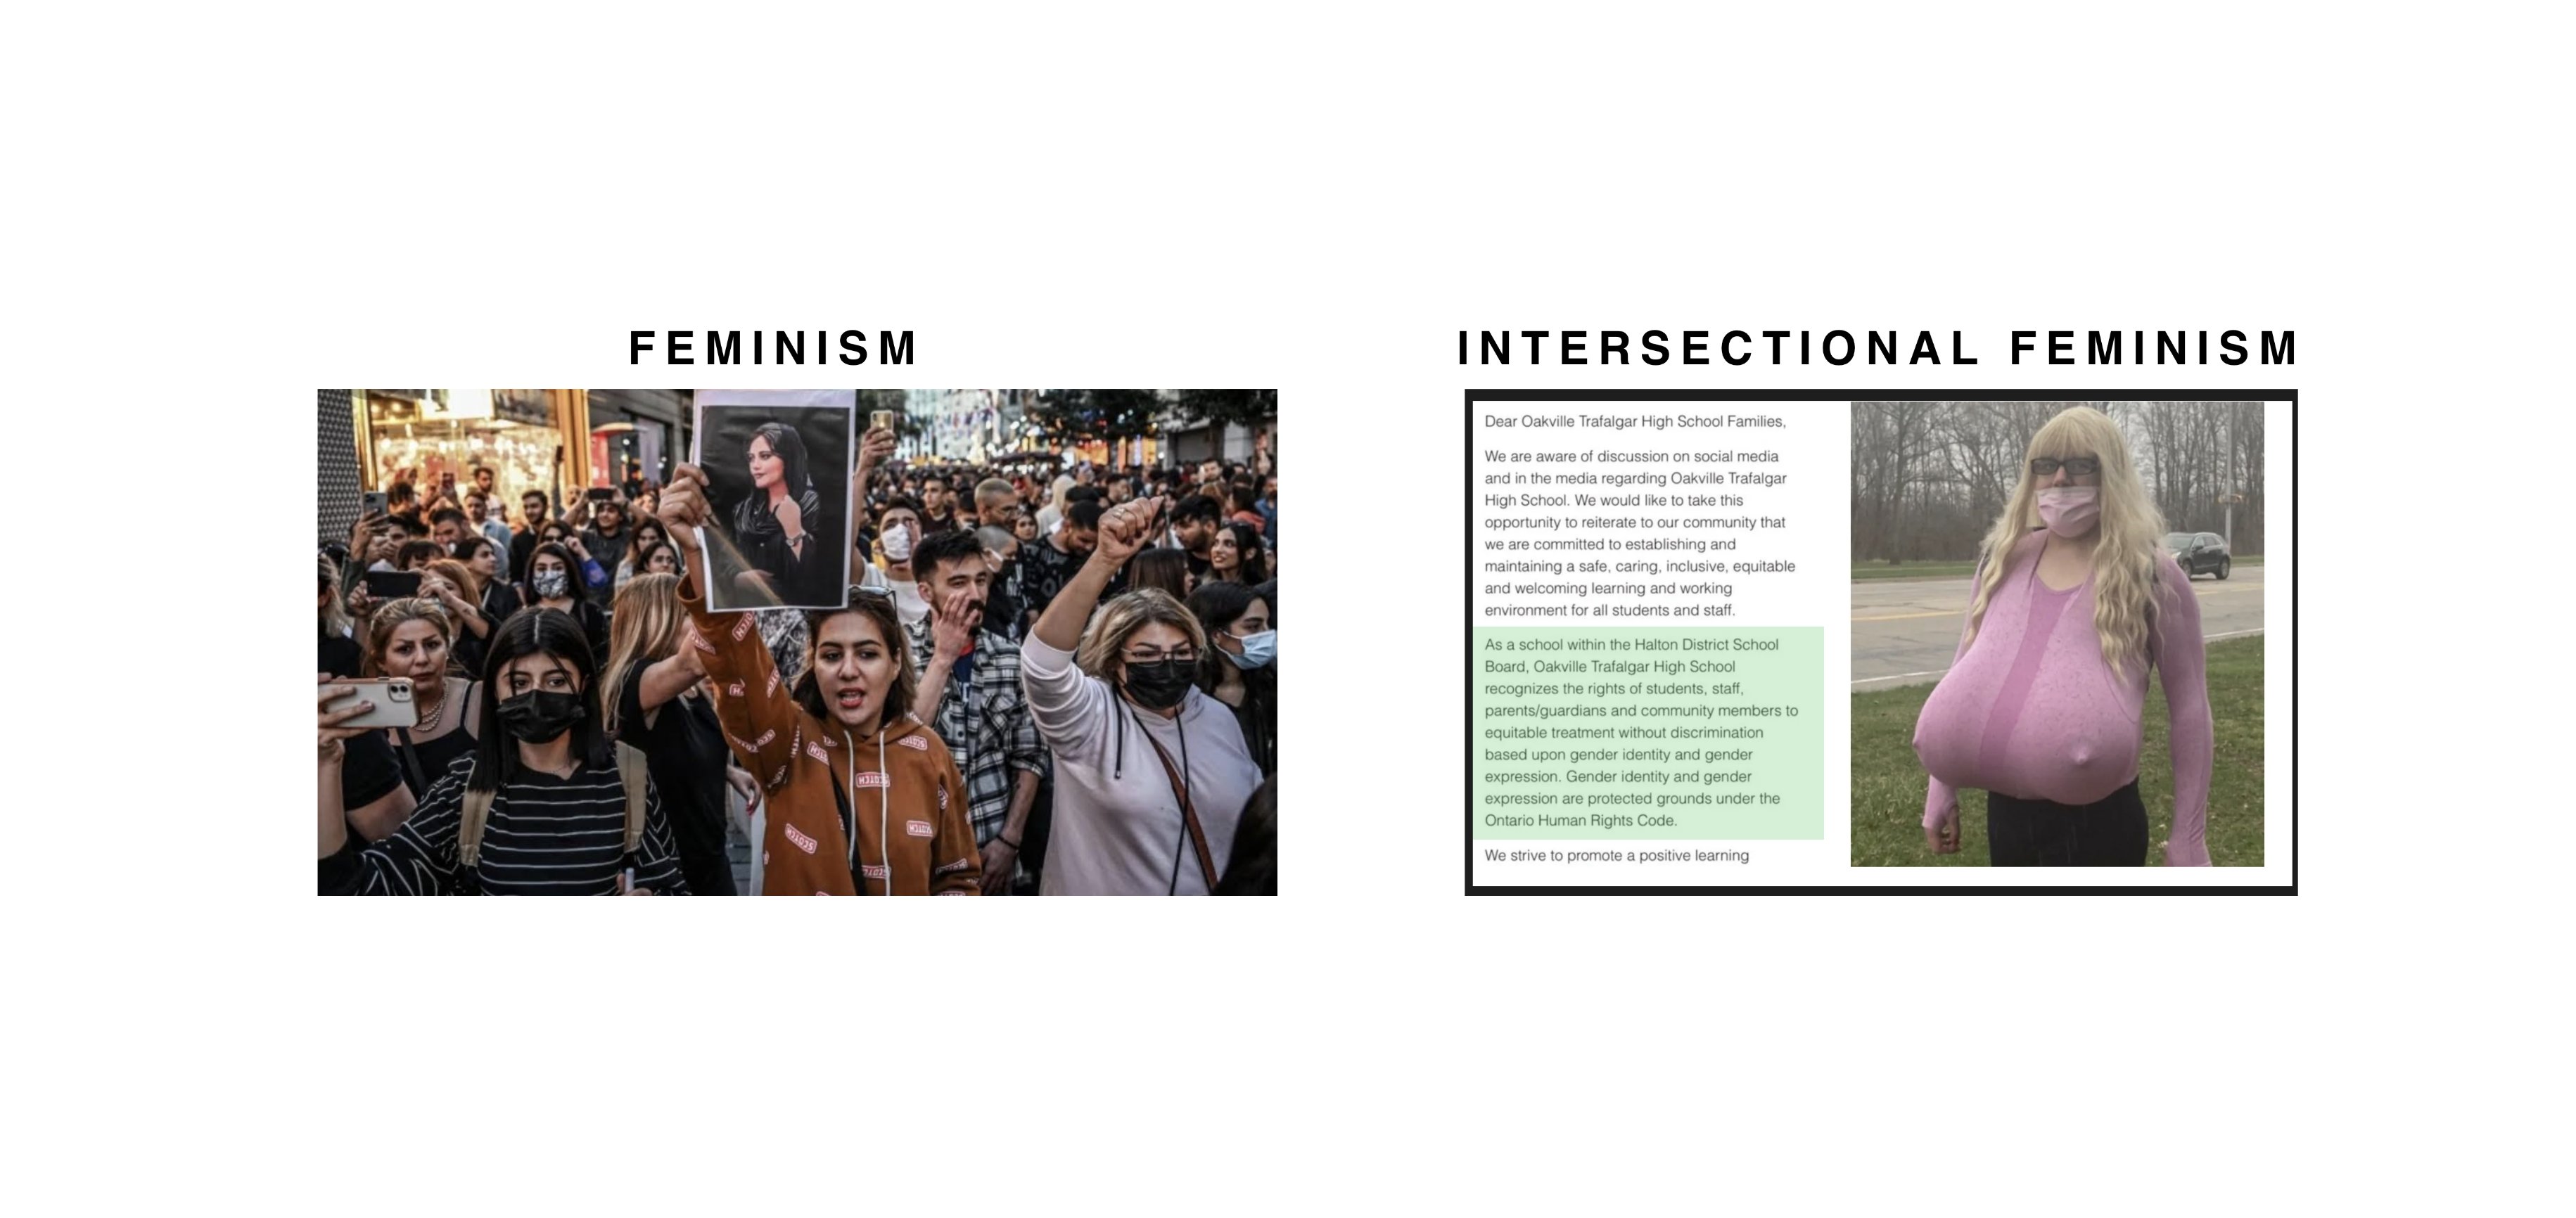 FEMINISM
INTERSECTIONAL FEMINISM
Dear Oakville Trafalgar High School Families,
We are aware of discussion on social media
and in the media regarding Oakville Trafalgar
High School. We would like to take this
opportunity to reiterate to our community that
we are committed to establishing and
maintaining a safe, caring, inclusive, equitable
and welcoming learning and working
environment for all students and staff.
As a school within the Halton District School
Board, Oakville Trafalgar High School
recognizes the rights of students, staff,
parents/guardians and community members to
equitable treatment without discrimination
based upon gender identity and gender
expression. Gender identity and gender
expression are protected grounds under the
Ontario Human Rights Code.
We strive to promote a positive learning